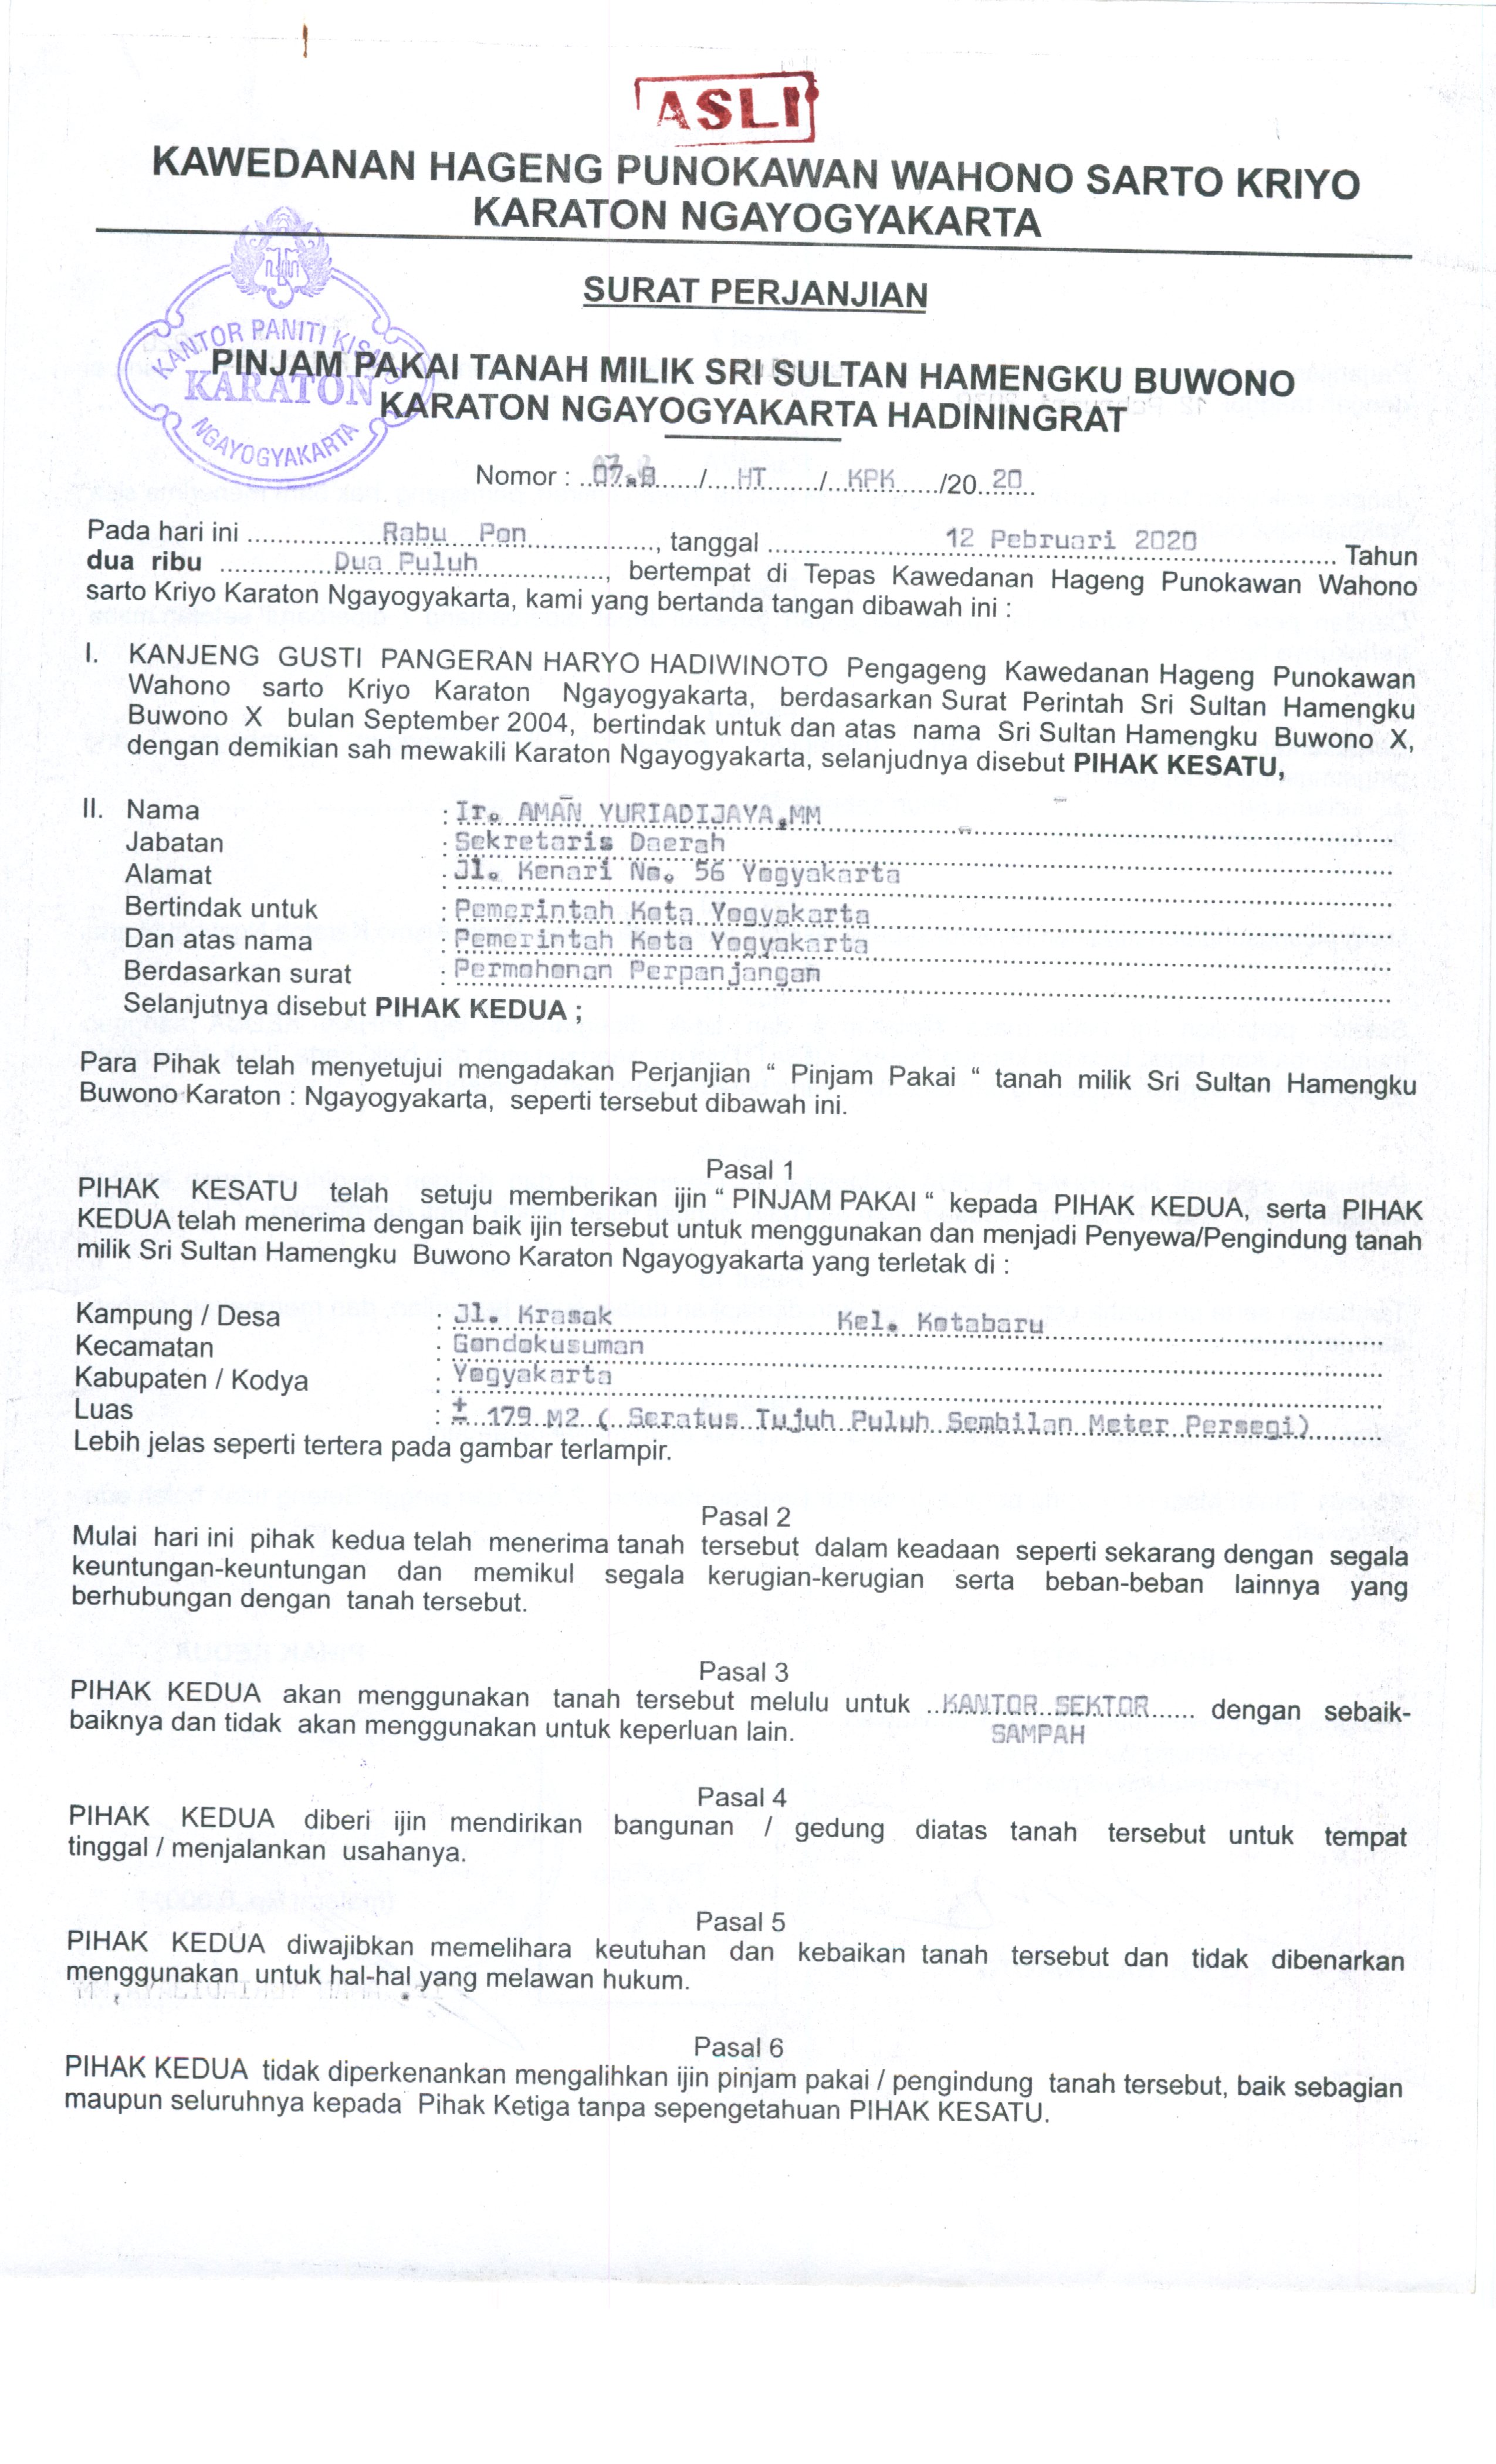 ASLI
KAWEDANAN HAGENG PUNOKAWAN WAHONO SARTO KRIYO
KARATON NGAYOGYAKARTA
SURAT PERJANJIAN
KANTOR PANITI
KARATON
NGAYOGYAKARTA
PINJAM PAKAI TANAH MILIK SRI SULTAN HAMENGKU BUWONO
KARATON NGAYOGYAKARTA HADININGRAT
Nomor : / HT / KPK /20 20
Pada hari ini Rabu Pon, tanggal 12 Pebruari 2020 Tahun
dua ribu Dua Puluh, bertempat di Tepas Kawedanan Hageng Punokawan Wahono
sarto Kriyo Karaton Ngayogyakarta, kami yang bertanda tangan dibawah ini :
I. KANJENG GUSTI PANGERAN HARYO HADIWINOTO Pengageng Kawedanan Hageng Punokawan
Wahono sarto Kriyo Karaton Ngayogyakarta, berdasarkan Surat Perintah Sri Sultan Hamengku
Buwono X bulan September 2004, bertindak untuk dan atas nama Sri Sultan Hamengku Buwono X,
dengan demikian sah mewakili Karaton Ngayogyakarta, selanjudnya disebut PIHAK KESATU,
II. Nama : Ir. AMAN YURIADIJAYA,MM
Jabatan : Sekretaris Daerah
Alamat : Jl. Kenari No. 56 Yogyakarta
Bertindak untuk : Pemerintah Kota Yogyakarta
Dan atas nama : Pemerintah Kota Yogyakarta
Berdasarkan surat : Permohonan Perpanjangan
Selanjutnya disebut PIHAK KEDUA ;
Para Pihak telah menyetujui mengadakan Perjanjian “ Pinjam Pakai “ tanah milik Sri Sultan Hamengku
Buwono Karaton : Ngayogyakarta, seperti tersebut dibawah ini.
Pasal 1
PIHAK KESATU telah setuju memberikan ijin “ PINJAM PAKAI “ kepada PIHAK KEDUA, serta PIHAK
KEDUA telah menerima dengan baik ijin tersebut untuk menggunakan dan menjadi Penyewa/Pengindung tanah
milik Sri Sultan Hamengku Buwono Karaton Ngayogyakarta yang terletak di :
Kampung / Desa : Jl. Krasak Kel. Kotabaru
Kecamatan : Gondokusuman
Kabupaten / Kodya : Yogyakarta
Luas : ± 179 M2 ( Seratus Tujuh Puluh Sembilan Meter Persegi)
Lebih jelas seperti tertera pada gambar terlampir.
Pasal 2
Mulai hari ini pihak kedua telah menerima tanah tersebut dalam keadaan seperti sekarang dengan segala
keuntungan-keuntungan dan memikul segala kerugian-kerugian serta beban-beban lainnya yang
berhubungan dengan tanah tersebut.
Pasal 3
PIHAK KEDUA akan menggunakan tanah tersebut melulu untuk KANTOR SEKTOR dengan sebaik-
baiknya dan tidak akan menggunakan untuk keperluan lain. SAMPAH
Pasal 4
PIHAK KEDUA diberi ijin mendirikan bangunan / gedung diatas tanah tersebut untuk tempat
tinggal / menjalankan usahanya.
Pasal 5
PIHAK KEDUA diwajibkan memelihara keutuhan dan kebaikan tanah tersebut dan tidak dibenarkan
menggunakan untuk hal-hal yang melawan hukum.
Pasal 6
PIHAK KEDUA tidak diperkenankan mengalihkan ijin pinjam pakai / pengindung tanah tersebut, baik sebagian
maupun seluruhnya kepada Pihak Ketiga tanpa sepengetahuan PIHAK KESATU.